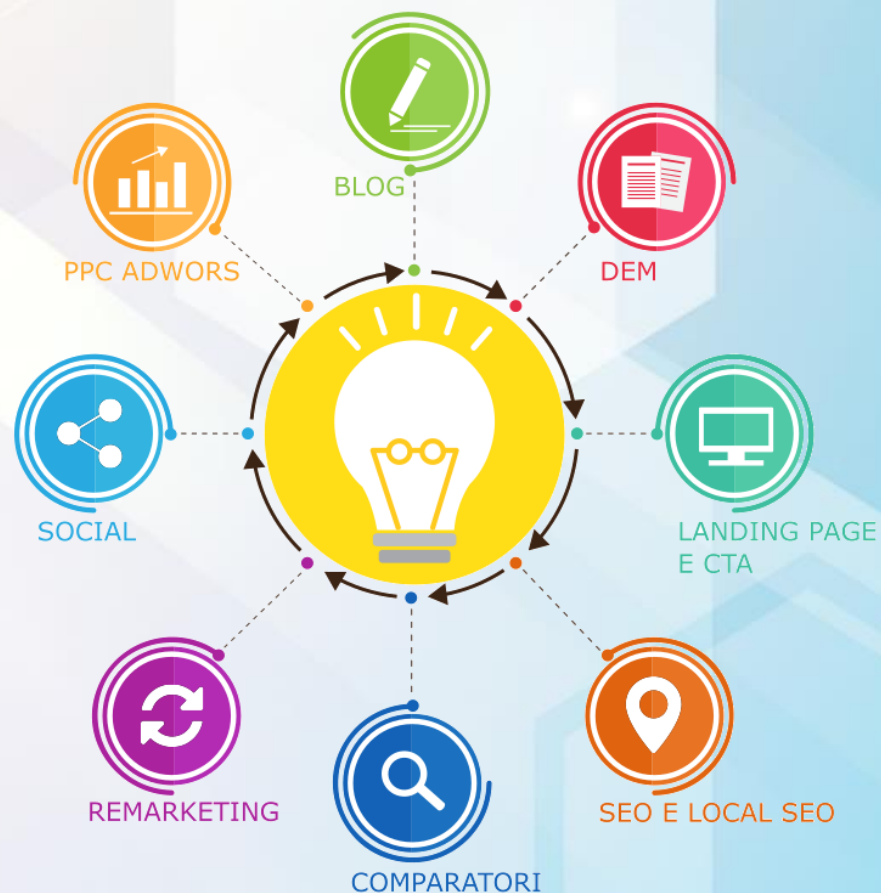 BLOG
PPC ADWORS
DEM
SOCIAL
LANDING PAGE
E CTA
REMARKETING
SEO E LOCAL SEO
COMPARATORI